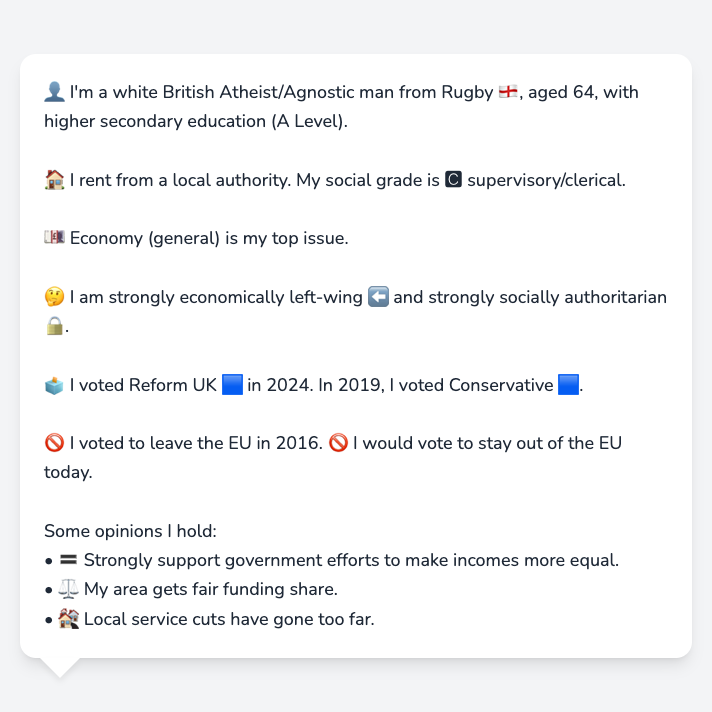 👤 I'm a white British Atheist/Agnostic man from Rugby 🏴󠁧󠁢󠁥󠁮󠁧󠁿, aged 64, with
higher secondary education (A Level).
🏠 I rent from a local authority. My social grade is 🅲 supervisory/clerical.
💷 Economy (general) is my top issue.
🤔 I am strongly economically left-wing ⬅️ and strongly socially authoritarian
🔒.
🗳️ I voted Reform UK 🟦 in 2024. In 2019, I voted Conservative 🟦.
🚫 I voted to leave the EU in 2016. 🚫 I would vote to stay out of the EU
today.
Some opinions I hold:
• 🟰 Strongly support government efforts to make incomes more equal.
• ⚖️ My area gets fair funding share.
• 🏚️ Local service cuts have gone too far.